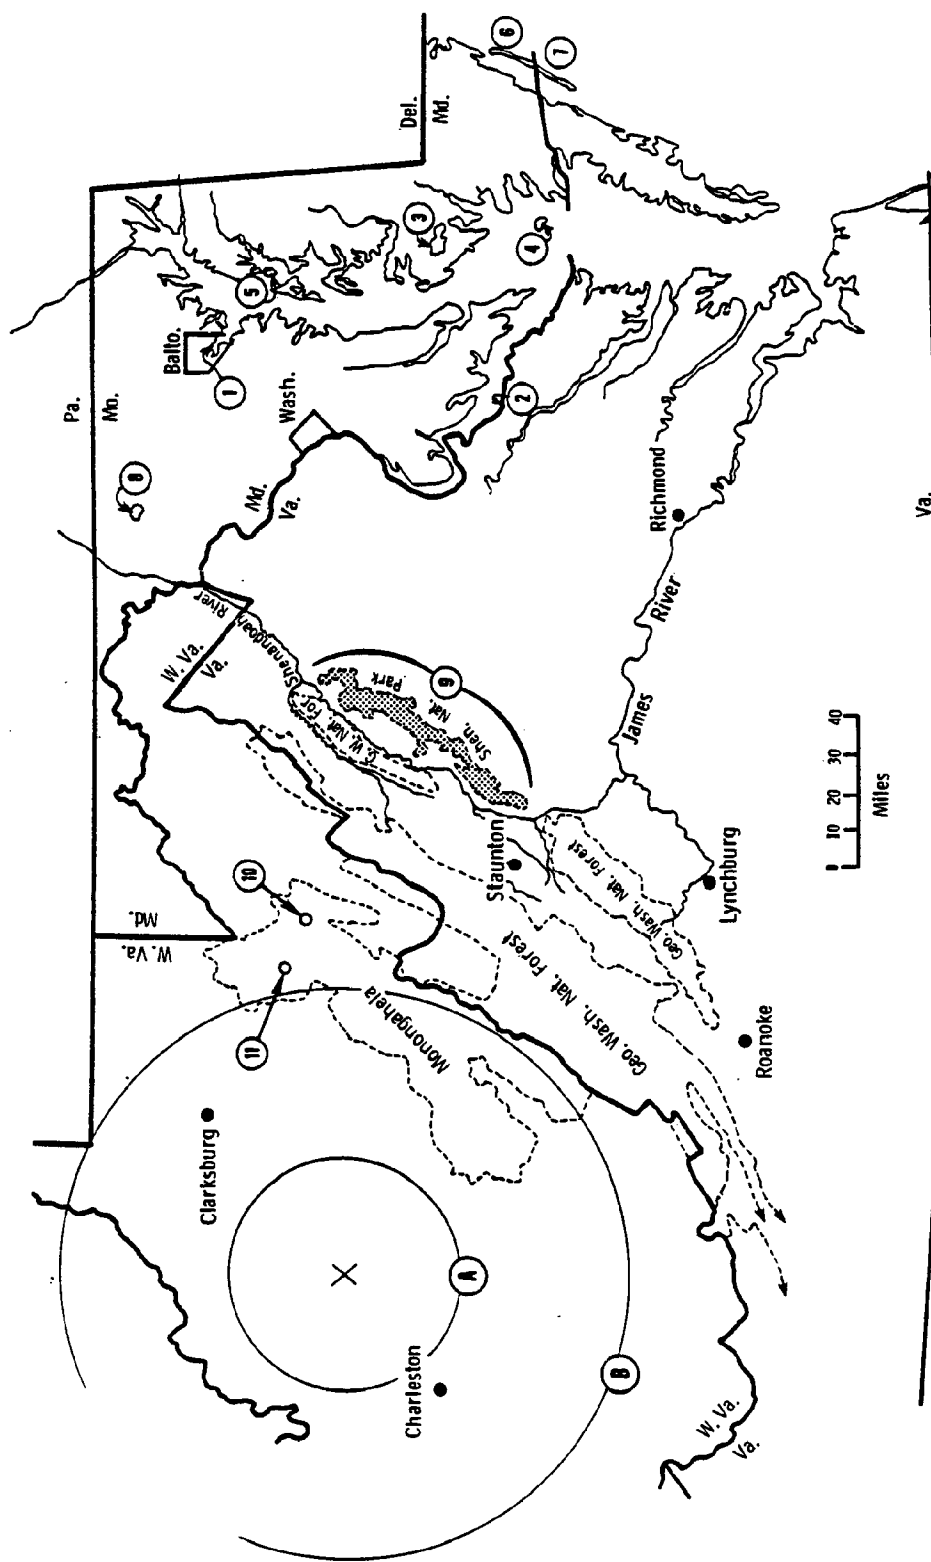 Pa.
Mo.
Del.
Md.
Balto.
Wash.
Md.
Va.
W. Va.
Md.
W. Va.
Va.
River
Shenandoah
G. W. Nat. For.
Shen. Nat. Park
Clarksburg
Charleston
Monongahela
Geo. Wash. Nat. Forest
Staunton
Geo Wash. Nat. Forest
Lynchburg
Roanoke
James River
Richmond
W. Va.
Va.
Va.
0 10 20 30 40
Miles
1
2
3
4
5
6
7
8
9
10
11
A
B
X